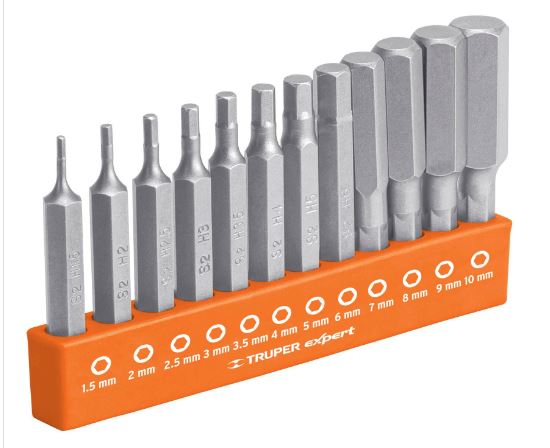 S2 H1.5
S2 H2
S2 H2.5
S2 H3
S2 H3.5
S2 H4
S2 H5
1.5 mm
2 mm
2.5 mm
3 mm
3.5 mm
4 mm
5 mm
6 mm
7 mm
8 mm
9 mm
10 mm
TRUPER expert